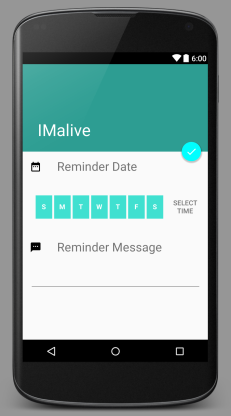 6:00
IMalive
Reminder Date
S M T W T F S
SELECT
TIME
Reminder Message